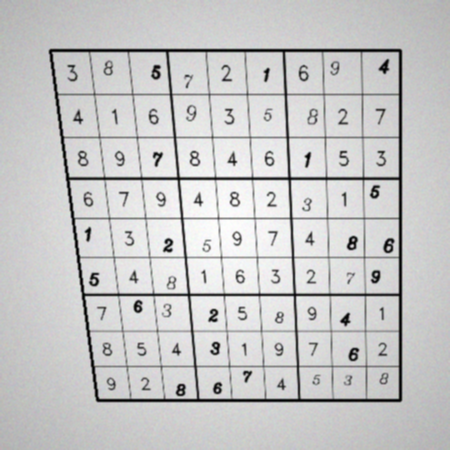 3 8 5 7 2 1 6 9 4
4 1 6 9 3 5 8 2 7
8 9 7 8 4 6 1 5 3
6 7 9 4 8 2 3 1 5
1 3 2 5 9 7 4 8 6
5 4 8 1 6 3 2 7 9
7 6 3 2 5 8 9 4 1
8 5 4 3 1 9 7 6 2
9 2 8 6 7 4 5 3 8